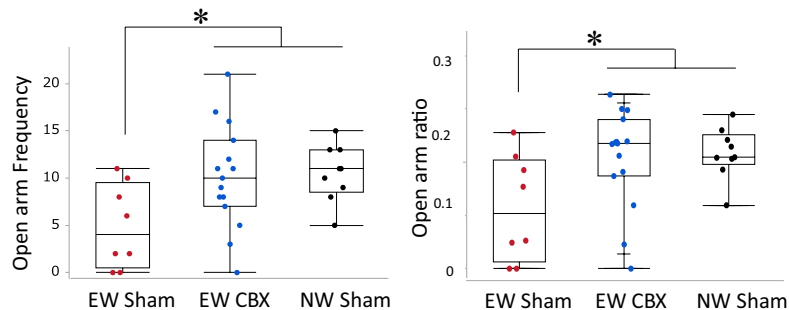 *
Open arm Frequency
20
15
10
5
0
EW Sham EW CBX NW Sham
*
Open arm ratio
0.3
0.2
0.1
0
EW Sham EW CBX NW Sham